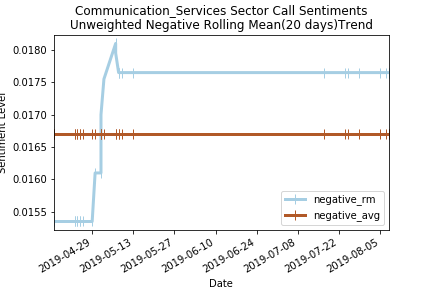 Communication_Services Sector Call Sentiments
Unweighted Negative Rolling Mean(20 days)Trend
0.0180
0.0175
0.0170
0.0165
0.0160
0.0155
Sentiment Level
negative_rm
negative_avg
2019-04-29
2019-05-13
2019-05-27
2019-06-10
2019-06-24
2019-07-08
2019-07-22
2019-08-05
Date